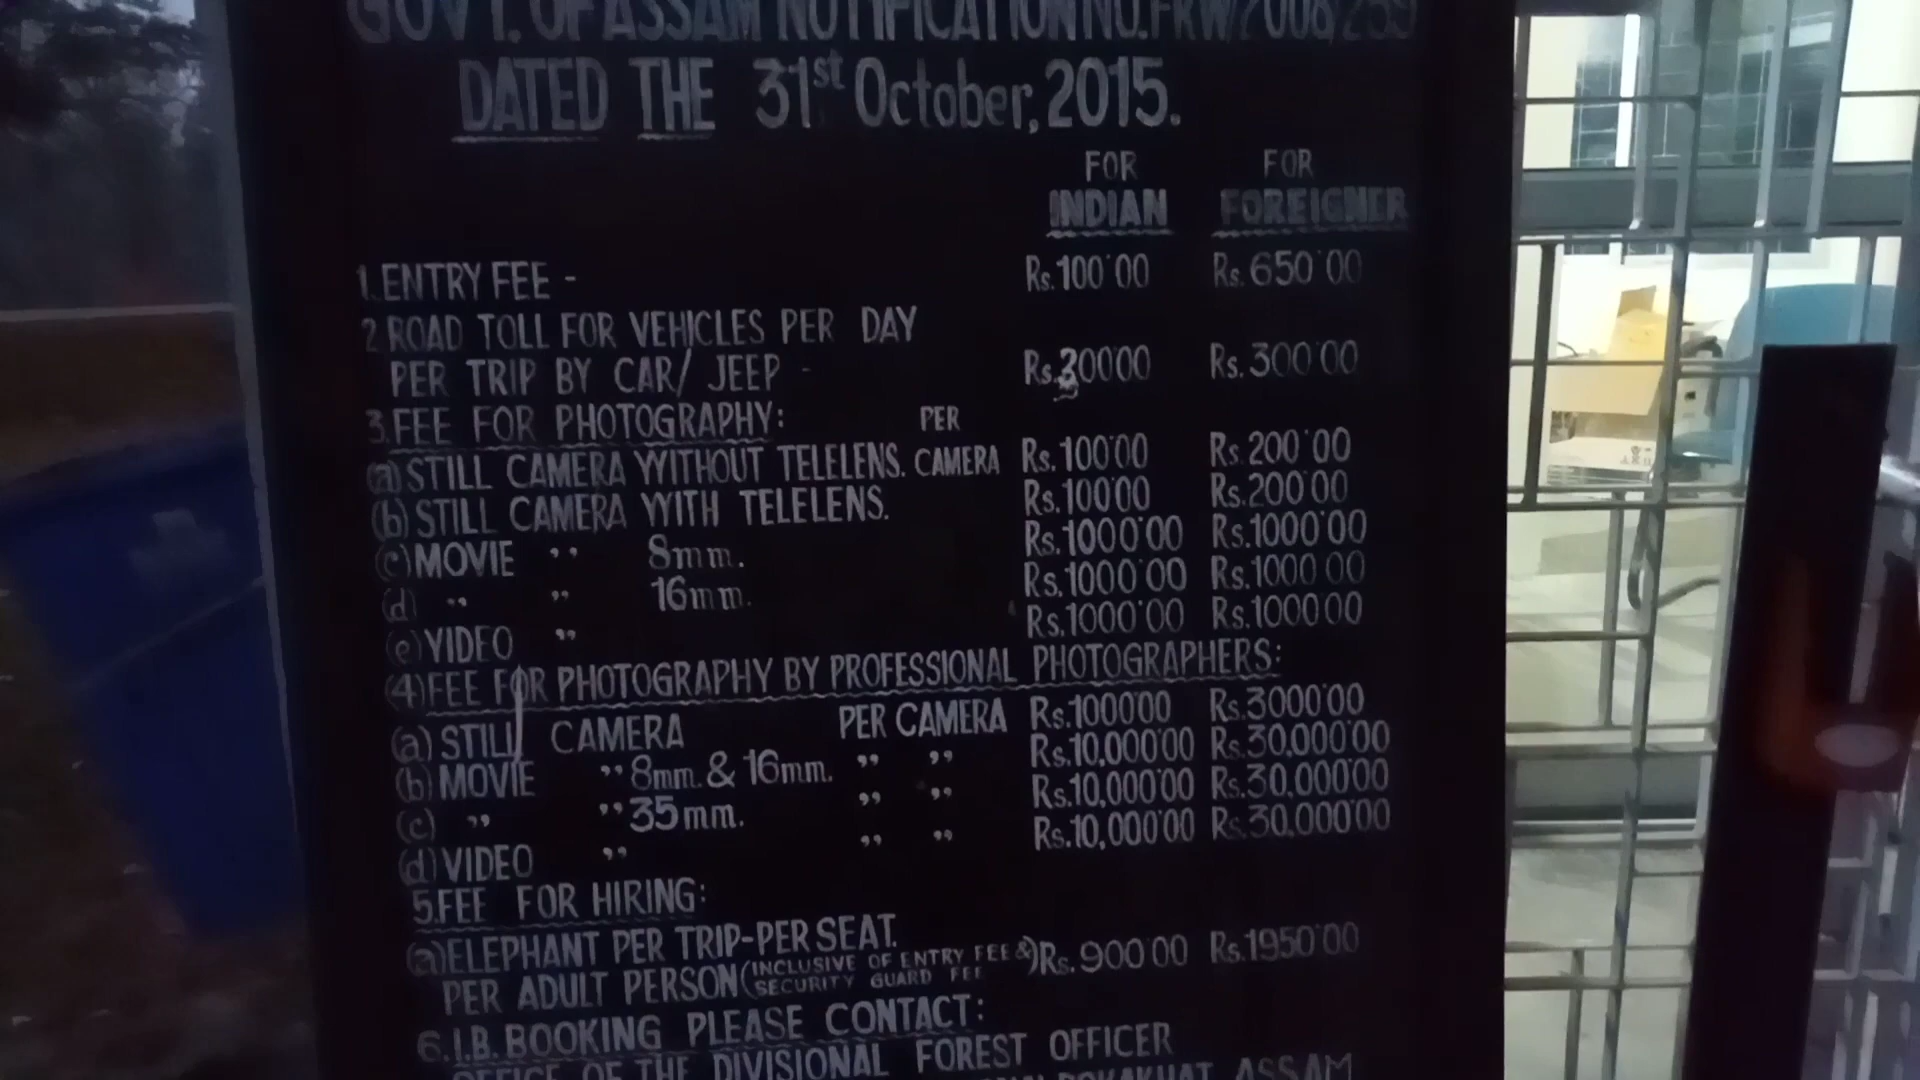 GOVT. OF ASSAM NOTIFICATION NO. FRW/2008/259
DATED THE 31st October, 2015.
FOR INDIAN FOR FOREIGNER
1. ENTRY FEE - Rs. 100'00 Rs. 650'00
2. ROAD TOLL FOR VEHICLES PER DAY
PER TRIP BY CAR/ JEEP - Rs. 300'00 Rs. 300'00
3. FEE FOR PHOTOGRAPHY: PER
(a) STILL CAMERA WITHOUT TELELENS. CAMERA Rs. 100'00 Rs. 200'00
(b) STILL CAMERA WITH TELELENS. Rs. 100'00 Rs. 200'00
(c) MOVIE ,, 8mm. Rs. 1000'00 Rs. 1000'00
(d) ,, ,, 16mm. Rs. 1000'00 Rs. 1000'00
(e) VIDEO ,, Rs. 1000'00 Rs. 1000'00
(4) FEE FOR PHOTOGRAPHY BY PROFESSIONAL PHOTOGRAPHERS:
(a) STILL CAMERA PER CAMERA Rs. 1000'00 Rs. 3000'00
(b) MOVIE ,, 8mm. & 16mm. ,, ,, Rs. 10,000'00 Rs. 30,000'00
(c) ,, ,, 35mm. ,, ,, Rs. 10,000'00 Rs. 30,000'00
(d) VIDEO ,, ,, ,, Rs. 10,000'00 Rs. 30,000'00
5. FEE FOR HIRING:
(a) ELEPHANT PER TRIP-PER SEAT.
PER ADULT PERSON (INCLUSIVE OF ENTRY FEE & SECURITY GUARD FEE) Rs. 900'00 Rs. 1950'00
6. I.B. BOOKING PLEASE CONTACT:
OFFICE OF THE DIVISIONAL FOREST OFFICER
BOKAKHAT ASSAM